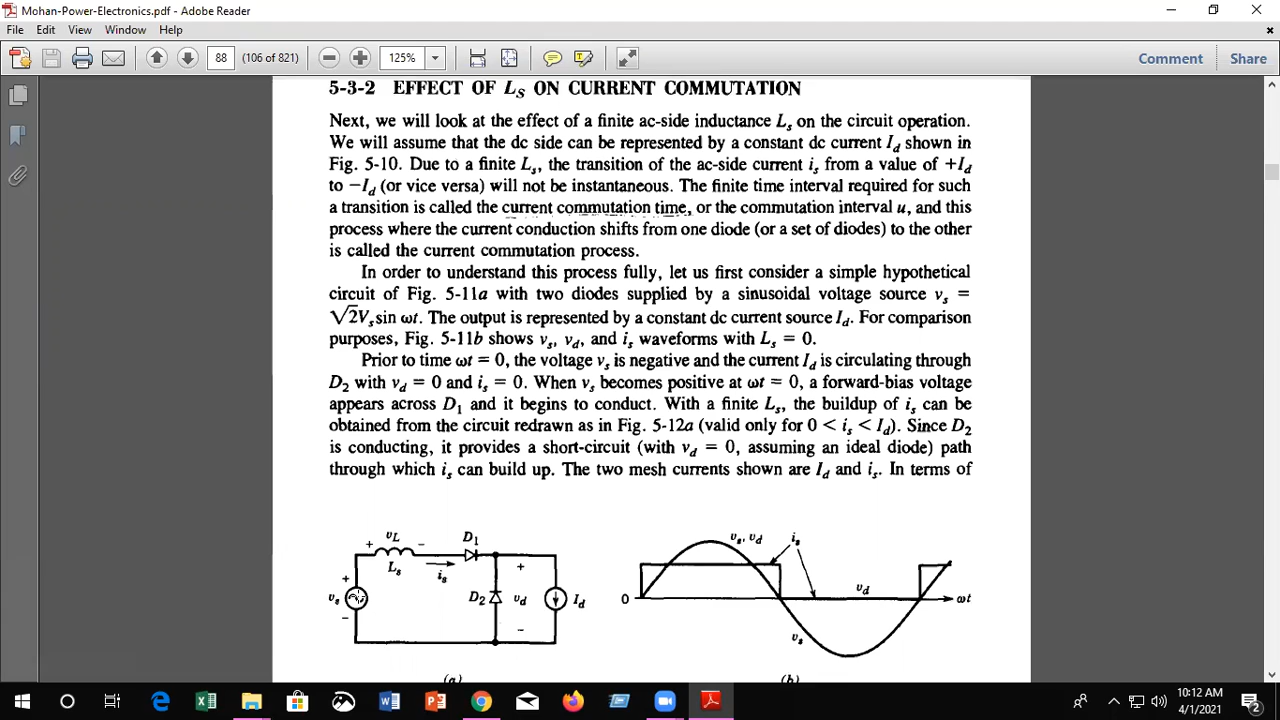 Mohan-Power-Electronics.pdf - Adobe Reader
File Edit View Window Help
88 (106 of 821) 125% Comment Share
5-3-2 EFFECT OF Ls ON CURRENT COMMUTATION
Next, we will look at the effect of a finite ac-side inductance Ls on the circuit operation.
We will assume that the dc side can be represented by a constant dc current Id shown in
Fig. 5-10. Due to a finite Ls, the transition of the ac-side current is from a value of +Id
to −Id (or vice versa) will not be instantaneous. The finite time interval required for such
a transition is called the current commutation time, or the commutation interval u, and this
process where the current conduction shifts from one diode (or a set of diodes) to the other
is called the current commutation process.
In order to understand this process fully, let us first consider a simple hypothetical
circuit of Fig. 5-11a with two diodes supplied by a sinusoidal voltage source vs =
√2Vs sin ωt. The output is represented by a constant dc current source Id. For comparison
purposes, Fig. 5-11b shows vs, vd, and is waveforms with Ls = 0.
Prior to time ωt = 0, the voltage vs is negative and the current Id is circulating through
D2 with vd = 0 and is = 0. When vs becomes positive at ωt = 0, a forward-bias voltage
appears across D1 and it begins to conduct. With a finite Ls, the buildup of is can be
obtained from the circuit redrawn as in Fig. 5-12a (valid only for 0 < is < Id). Since D2
is conducting, it provides a short-circuit (with vd = 0, assuming an ideal diode) path
through which is can build up. The two mesh currents shown are Id and is. In terms of
+ vL − D1
Ls is
+ vs −
D2 + vd − Id
(a)
vs, vd is
0 vd ωt
vs
(b)
10:12 AM
4/1/2021
2